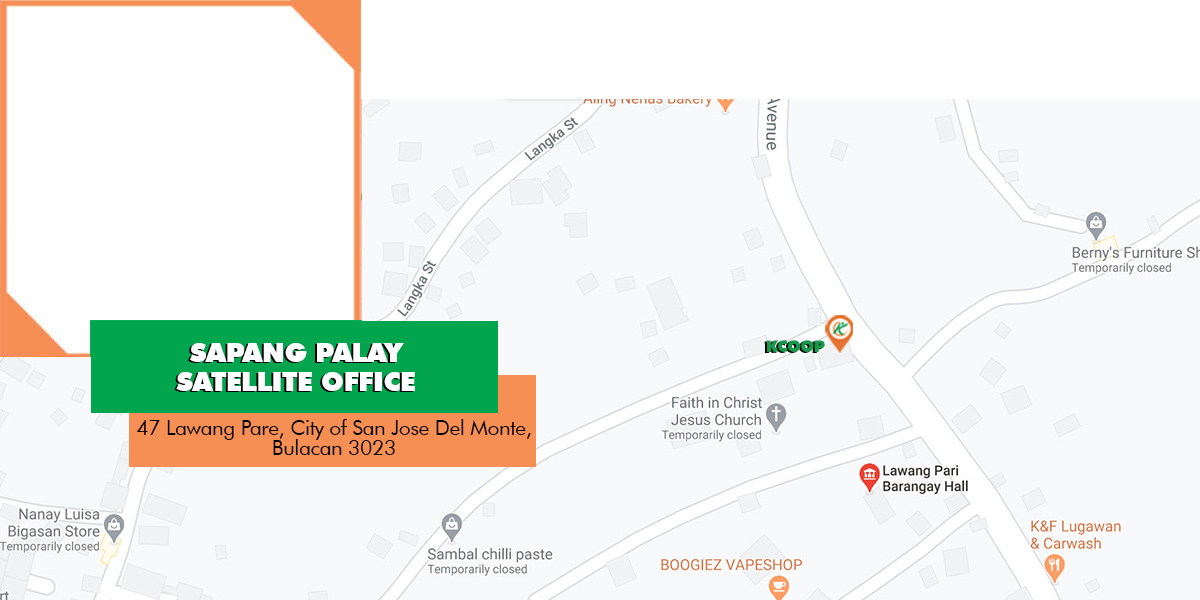 Aling Nenas Bakery
Avenue
Langka St
Langka St
Berny's Furniture Sh
Temporarily closed
KCOOP
SAPANG PALAY
SATELLITE OFFICE
47 Lawang Pare, City of San Jose Del Monte,
Bulacan 3023
Faith in Christ
Jesus Church
Temporarily closed
Lawang Pari
Barangay Hall
Nanay Luisa
Bigasan Store
Temporarily closed
Sambal chilli paste
Temporarily closed
K&F Lugawan
& Carwash
BOOGIEZ VAPESHOP
rt